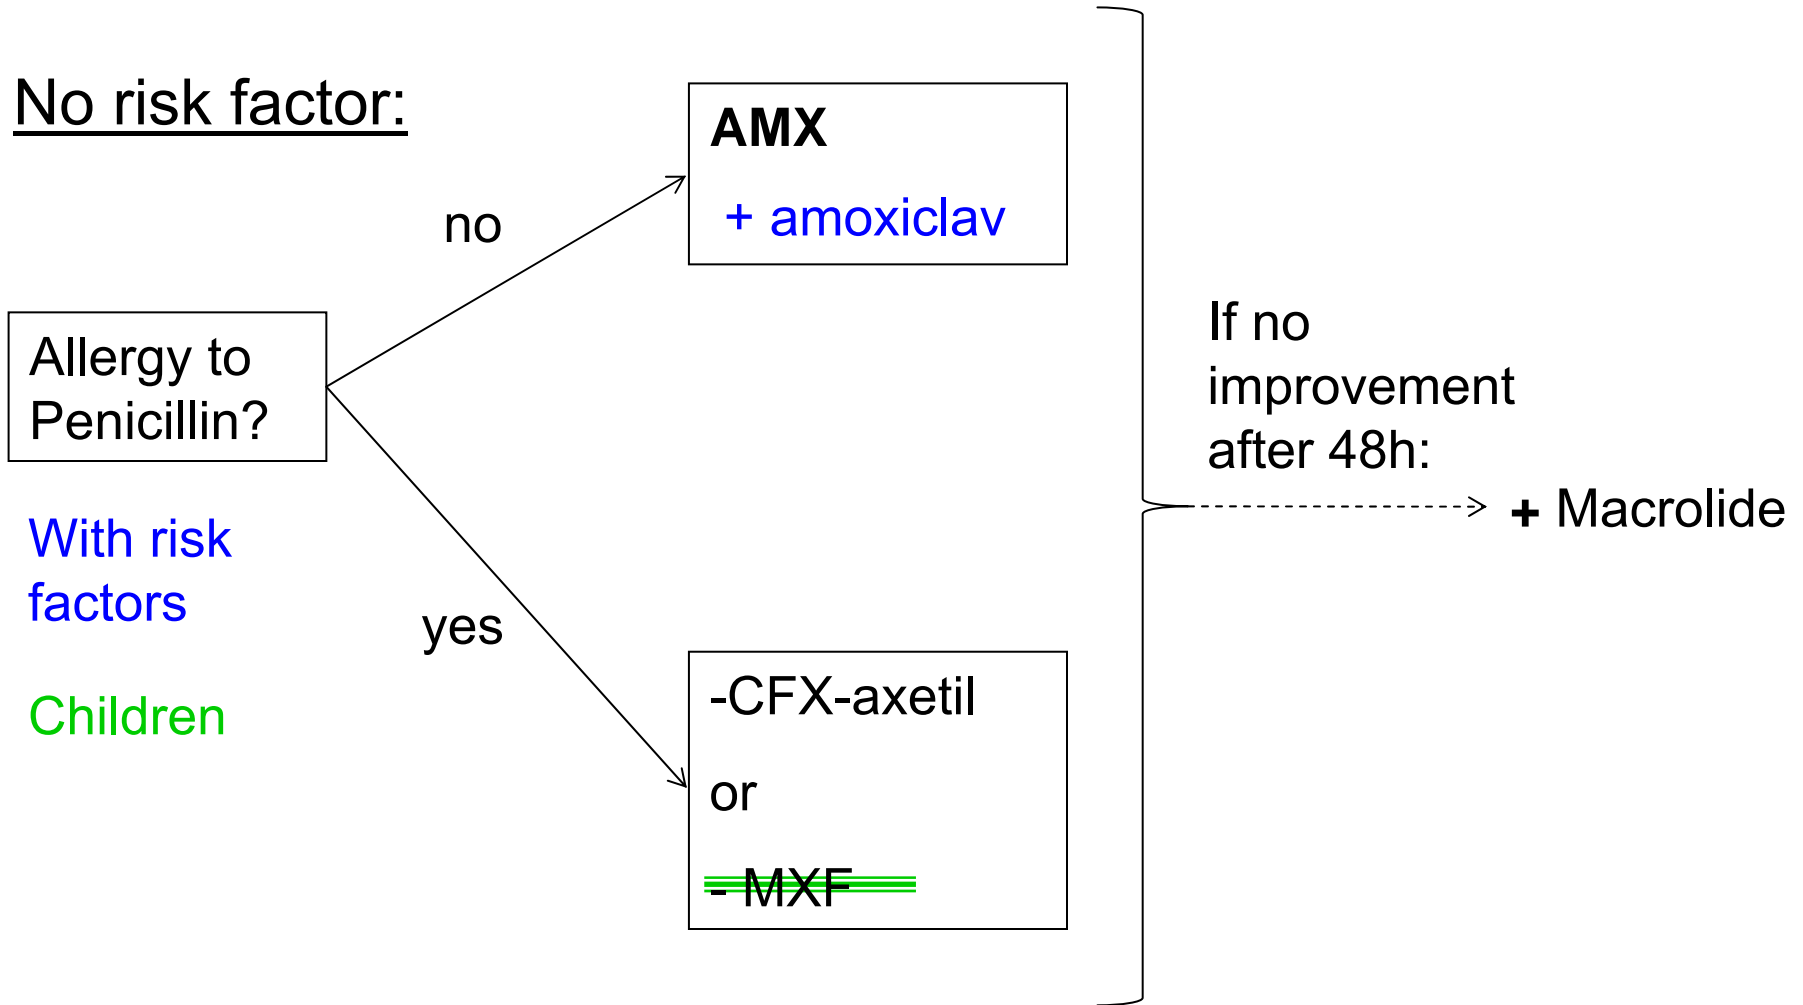 No risk factor:
AMX
+ amoxiclav
no
Allergy to
Penicillin?
With risk
factors
Children
yes
-CFX-axetil
or
- MXF
If no
improvement
after 48h:
+ Macrolide